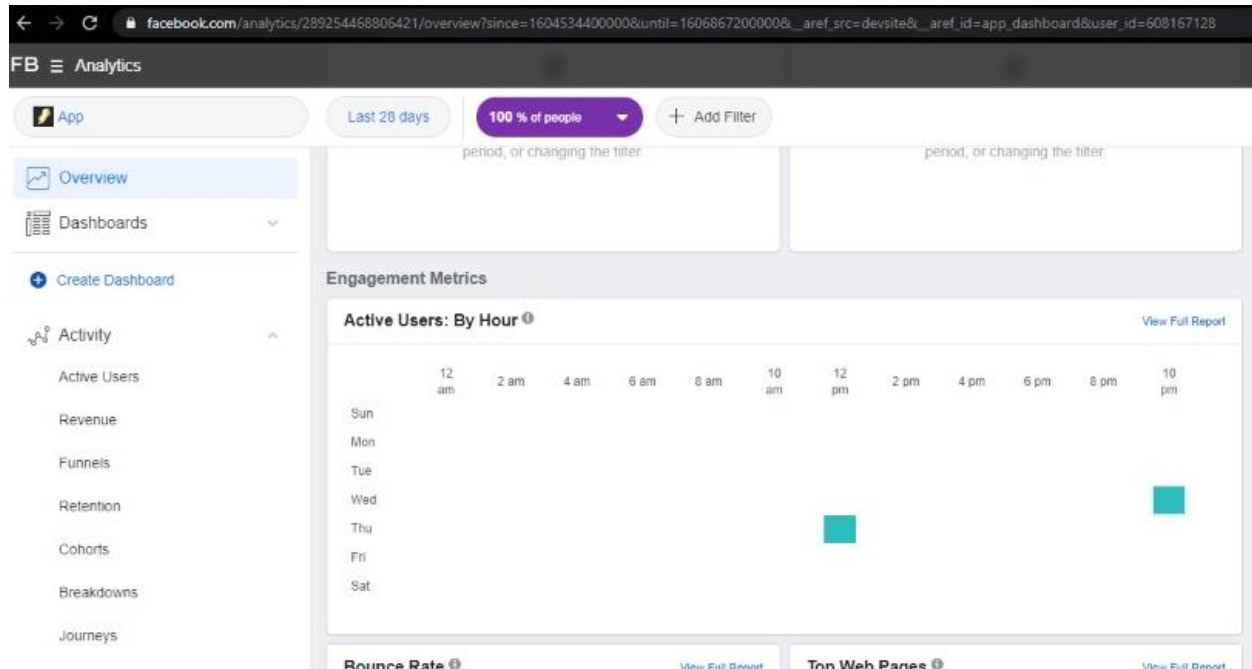 facebook.com/analytics/289254468806421/overview?since=1604534400000&until=1606867200000&__aref_src=devsite&__aref_id=app_dashboard&user_id=608167128
FB Analytics
App
Last 28 days
100 % of people
+ Add Filter
period, or changing the filter.
period, or changing the filter.
Overview
Dashboards
Create Dashboard
Activity
Active Users
Revenue
Funnels
Retention
Cohorts
Breakdowns
Journeys
Engagement Metrics
Active Users: By Hour
View Full Report
12 am 2 am 4 am 6 am 8 am 10 am 12 pm 2 pm 4 pm 6 pm 8 pm 10 pm
Sun
Mon
Tue
Wed
Thu
Fri
Sat
Bounce Rate View Full Report
Top Web Pages View Full Report